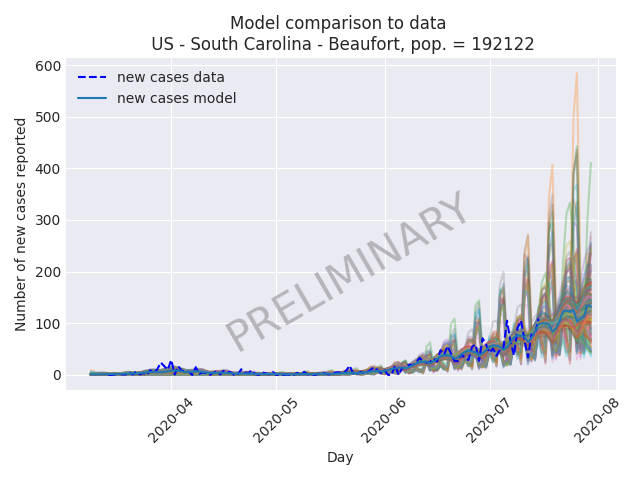 Model comparison to data
US - South Carolina - Beaufort, pop. = 192122
new cases data
new cases model
PRELIMINARY
Number of new cases reported
600
500
400
300
200
100
0
2020-04
2020-05
2020-06
2020-07
2020-08
Day